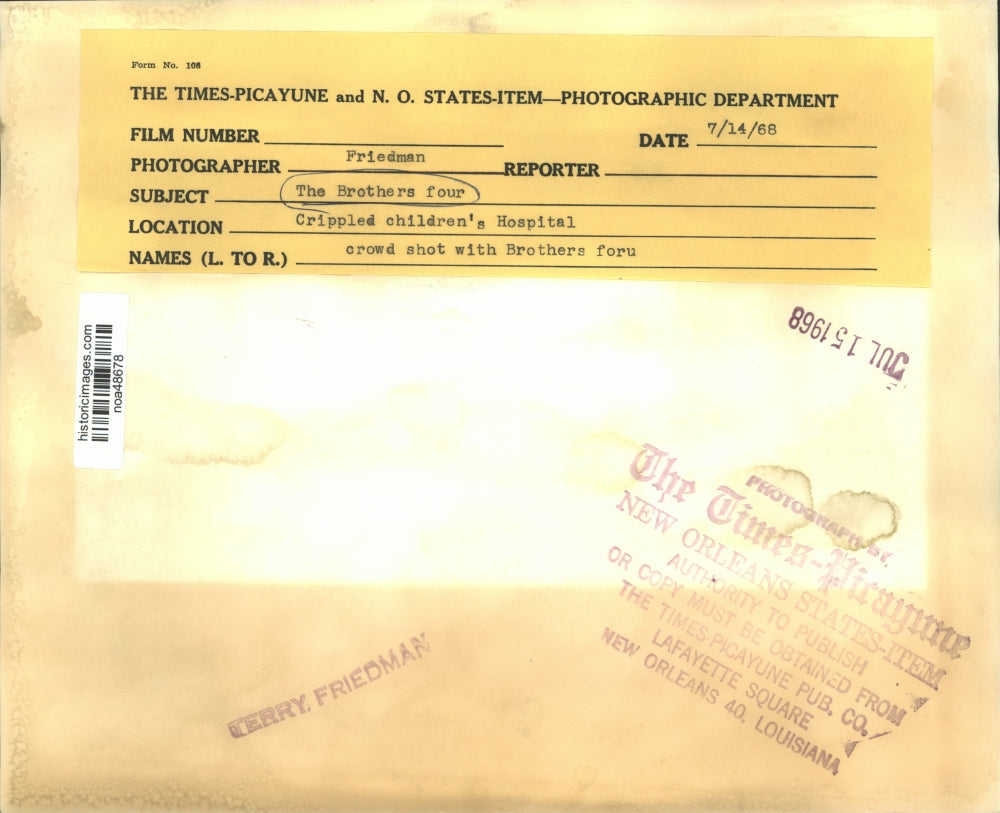 Form No. 108
THE TIMES-PICAYUNE and N. O. STATES-ITEM—PHOTOGRAPHIC DEPARTMENT
FILM NUMBER
DATE 7/14/68
PHOTOGRAPHER Friedman REPORTER
SUBJECT The Brothers four
LOCATION Crippled children's Hospital
NAMES (L. TO R.) crowd shot with Brothers foru
historicimages.com
noa48678
JUL 15 1968
PHOTOGRAPH BY,
The Times-Picayune
NEW ORLEANS STATES-ITEM
AUTHORITY TO PUBLISH
OR COPY MUST BE OBTAINED FROM
THE TIMES-PICAYUNE PUB. CO.
LAFAYETTE SQUARE
NEW ORLEANS 40, LOUISIANA
TERRY FRIEDMAN